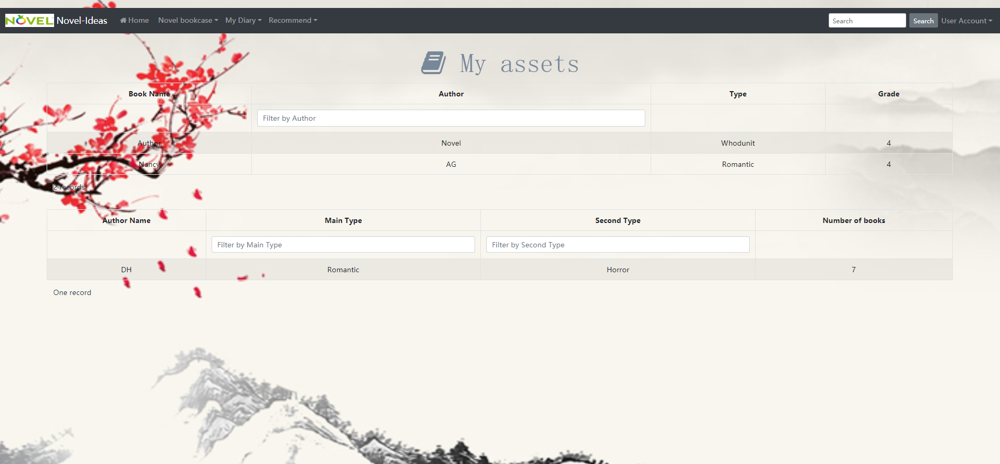 NOVEL Novel-Ideas Home Novel bookcase My Diary Recommend Search Search User Account
My assets
Book Name Author Type Grade
Filter by Author
Author Novel Whodunit 4
Nancy AG Romantic 4
2 records
Author Name Main Type Second Type Number of books
Filter by Main Type Filter by Second Type
DH Romantic Horror 7
One record